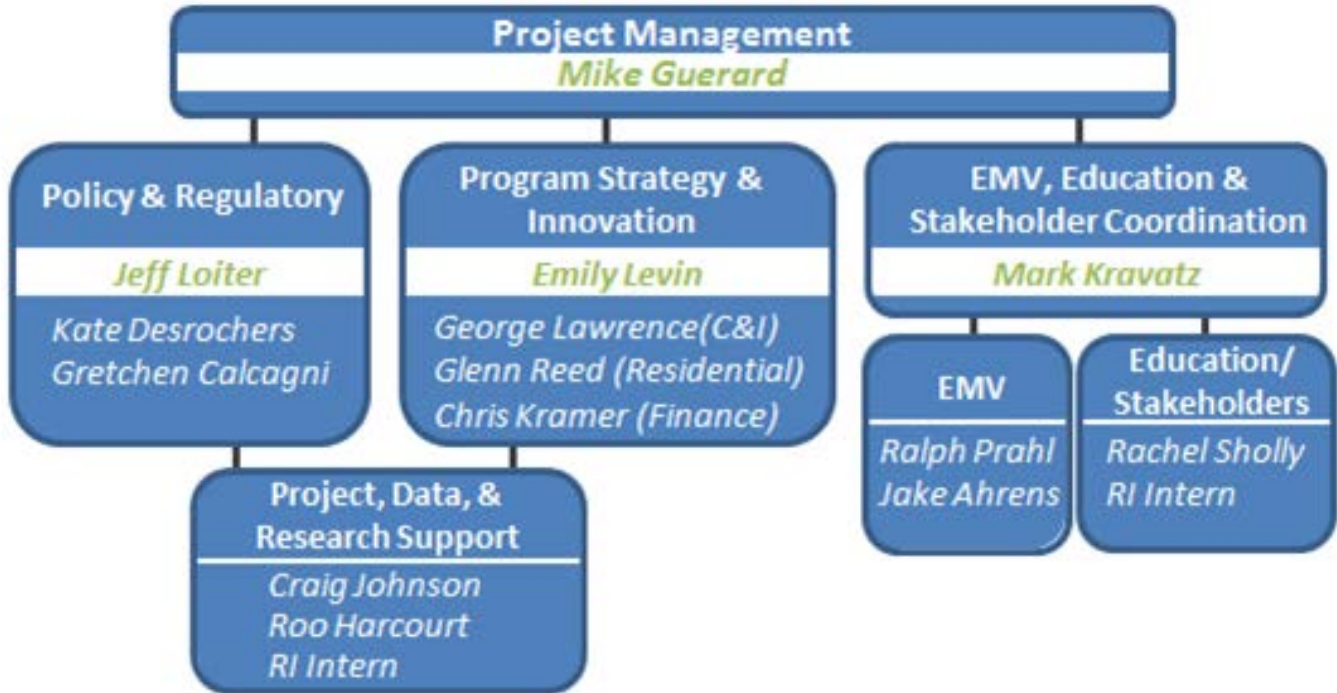 Project Management
Mike Guerard
Policy & Regulatory
Jeff Loiter
Kate Desrochers
Gretchen Calcagni
Program Strategy &
Innovation
Emily Levin
George Lawrence(C&I)
Glenn Reed (Residential)
Chris Kramer (Finance)
EMV, Education &
Stakeholder Coordination
Mark Kravatz
Project, Data, &
Research Support
Craig Johnson
Roo Harcourt
RI Intern
EMV
Ralph Prahl
Jake Ahrens
Education/
Stakeholders
Rachel Sholly
RI Intern